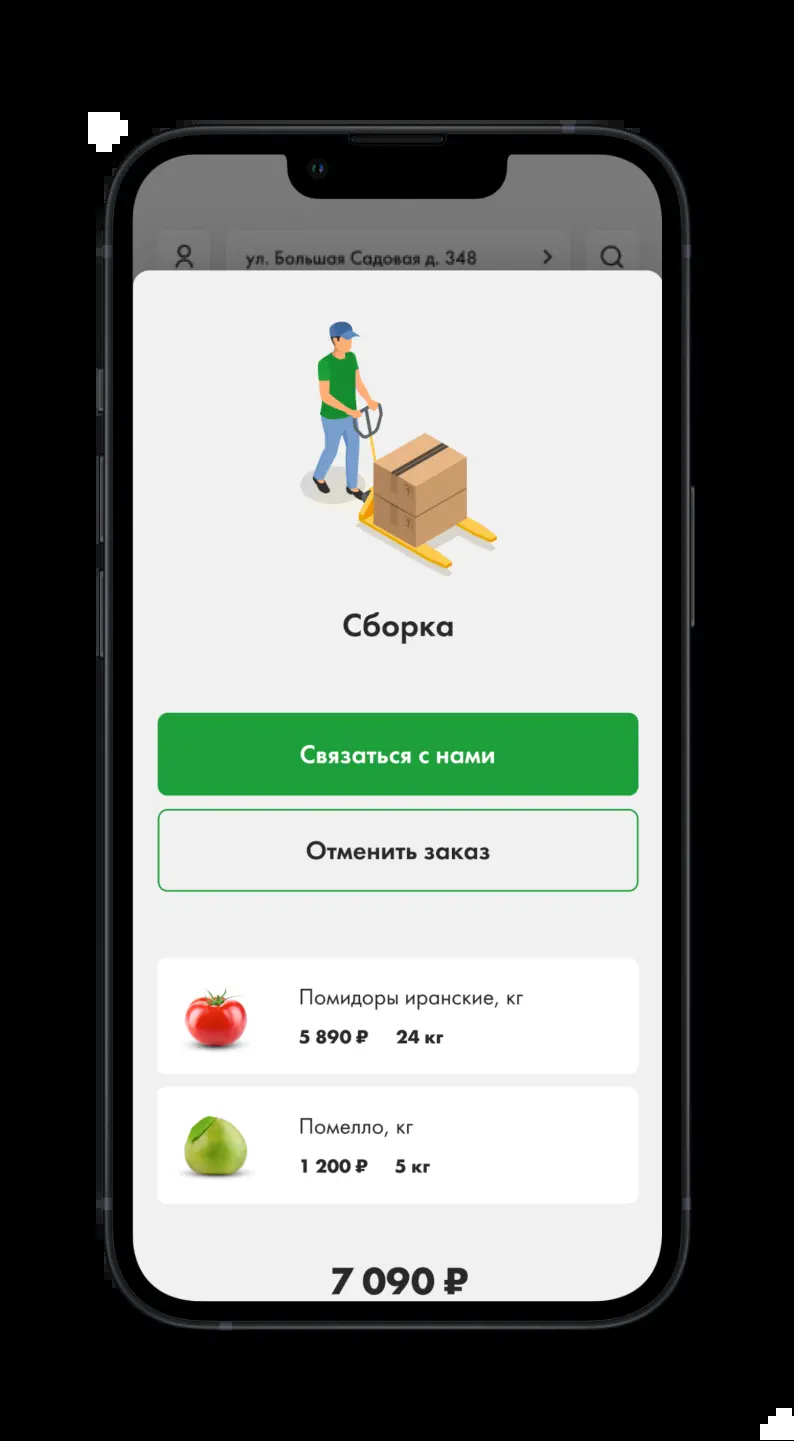 ул. Большая Садовая д. 348
Сборка
Связаться с нами
Отменить заказ
Помидоры иранские, кг
5 890 ₽ 24 кг
Помелло, кг
1 200 ₽ 5 кг
7 090 ₽